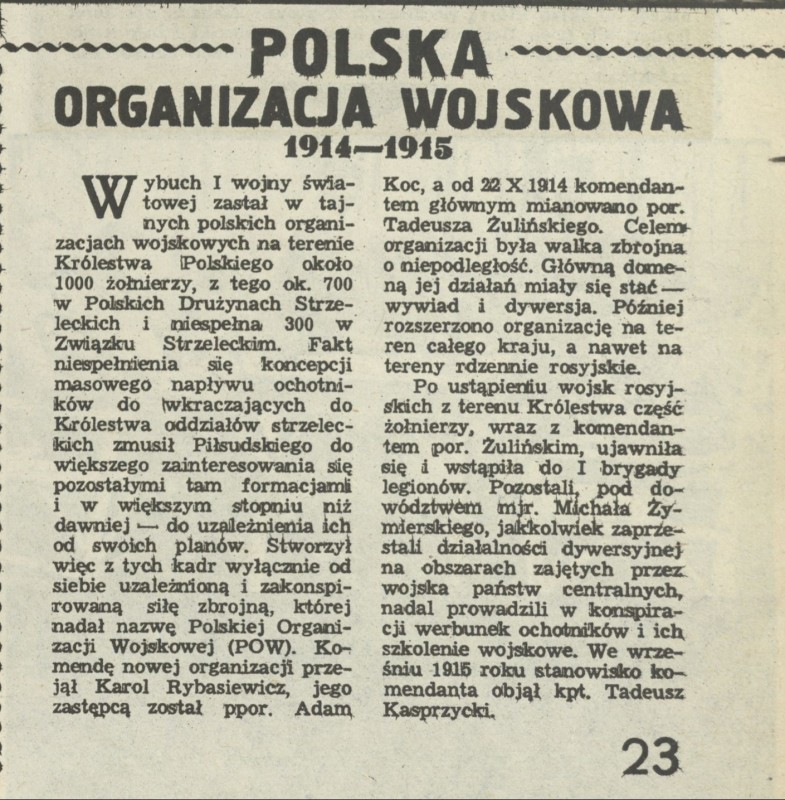 POLSKA
ORGANIZACJA WOJSKOWA
1914—1915
Wybuch I wojny świa-
towej zastał w taj-
nych polskich organi-
zacjach wojskowych na terenie
Królestwa Polskiego około
1000 żołnierzy, z tego ok. 700
w Polskich Drużynach Strze-
leckich i niespełna 300 w
Związku Strzeleckim. Fakt
niespełnienia się koncepcji
masowego napływu ochotni-
ków do wkraczających do
Królestwa oddziałów strzelec-
kich zmusił Piłsudskiego do
większego zainteresowania się
pozostałymi tam formacjami
i w większym stopniu niż
dawniej — do uzależnienia ich
od swoich planów. Stworzył
więc z tych kadr wyłącznie od
siebie uzależnioną i zakonspi-
rowaną siłę zbrojną, której
nadał nazwę Polskiej Organi-
zacji Wojskowej (POW). Ko-
mendę nowej organizacji prze-
jął Karol Rybasiewicz, jego
zastępcą został ppor. Adam
Koc, a od 22 X 1914 komendan-
tem głównym mianowano por.
Tadeusza Żulińskiego. Celem
organizacji była walka zbrojna
o niepodległość. Główną dome-
ną jej działań miały się stać —
wywiad i dywersja. Później
rozszerzono organizację na te-
ren całego kraju, a nawet na
tereny rdzennie rosyjskie.
Po ustąpieniu wojsk rosyj-
skich z terenu Królestwa część
żołnierzy, wraz z komendan-
tem por. Żulińskim, ujawniła
się i wstąpiła do I brygady
legionów. Pozostali, pod do-
wództwem mjr. Michała Ży-
mierskiego, jakkolwiek zaprze-
stali działalności dywersyjnej
na obszarach zajętych przez
wojska państw centralnych,
nadal prowadzili w konspira-
cji werbunek ochotników i ich
szkolenie wojskowe. We wrze-
śniu 1915 roku stanowisko ko-
mendanta objął kpt. Tadeusz
Kasprzycki.
23